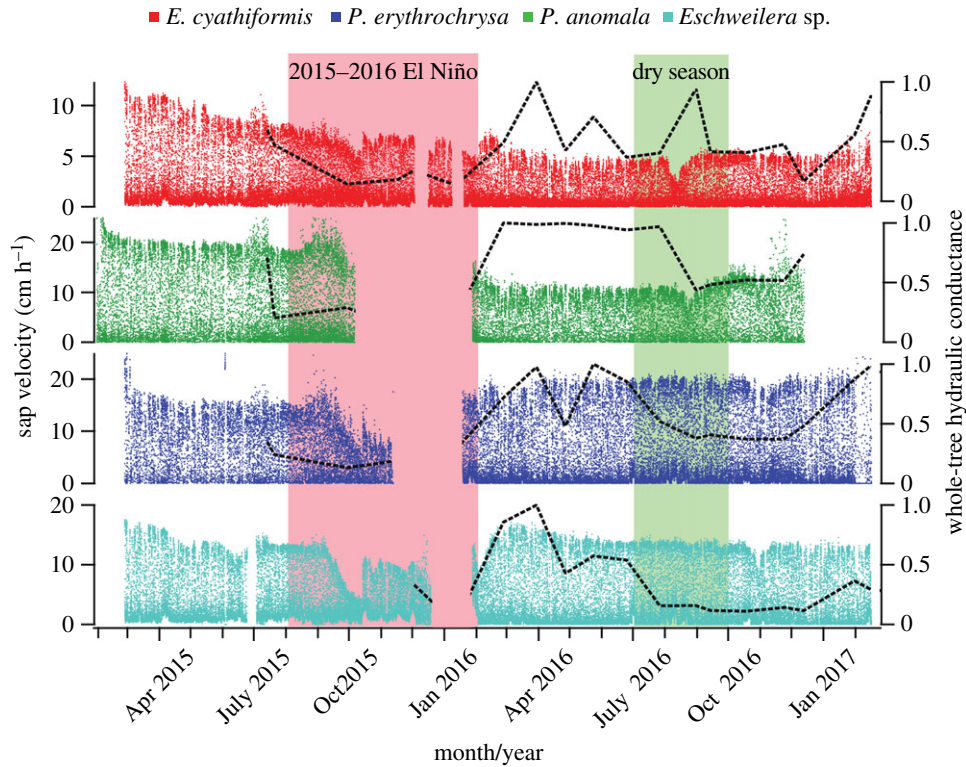 E. cyathiformis P. erythrochrysa P. anomala Eschweilera sp.
2015–2016 El Niño
dry season
10
5
0
1.0
0.5
0
20
10
0
1.0
0.5
0
20
10
0
1.0
0.5
0
20
10
0
1.0
0.5
0
sap velocity (cm h⁻¹)
whole-tree hydraulic conductance
Apr 2015
July 2015
Oct2015
Jan 2016
Apr 2016
July 2016
Oct 2016
Jan 2017
month/year